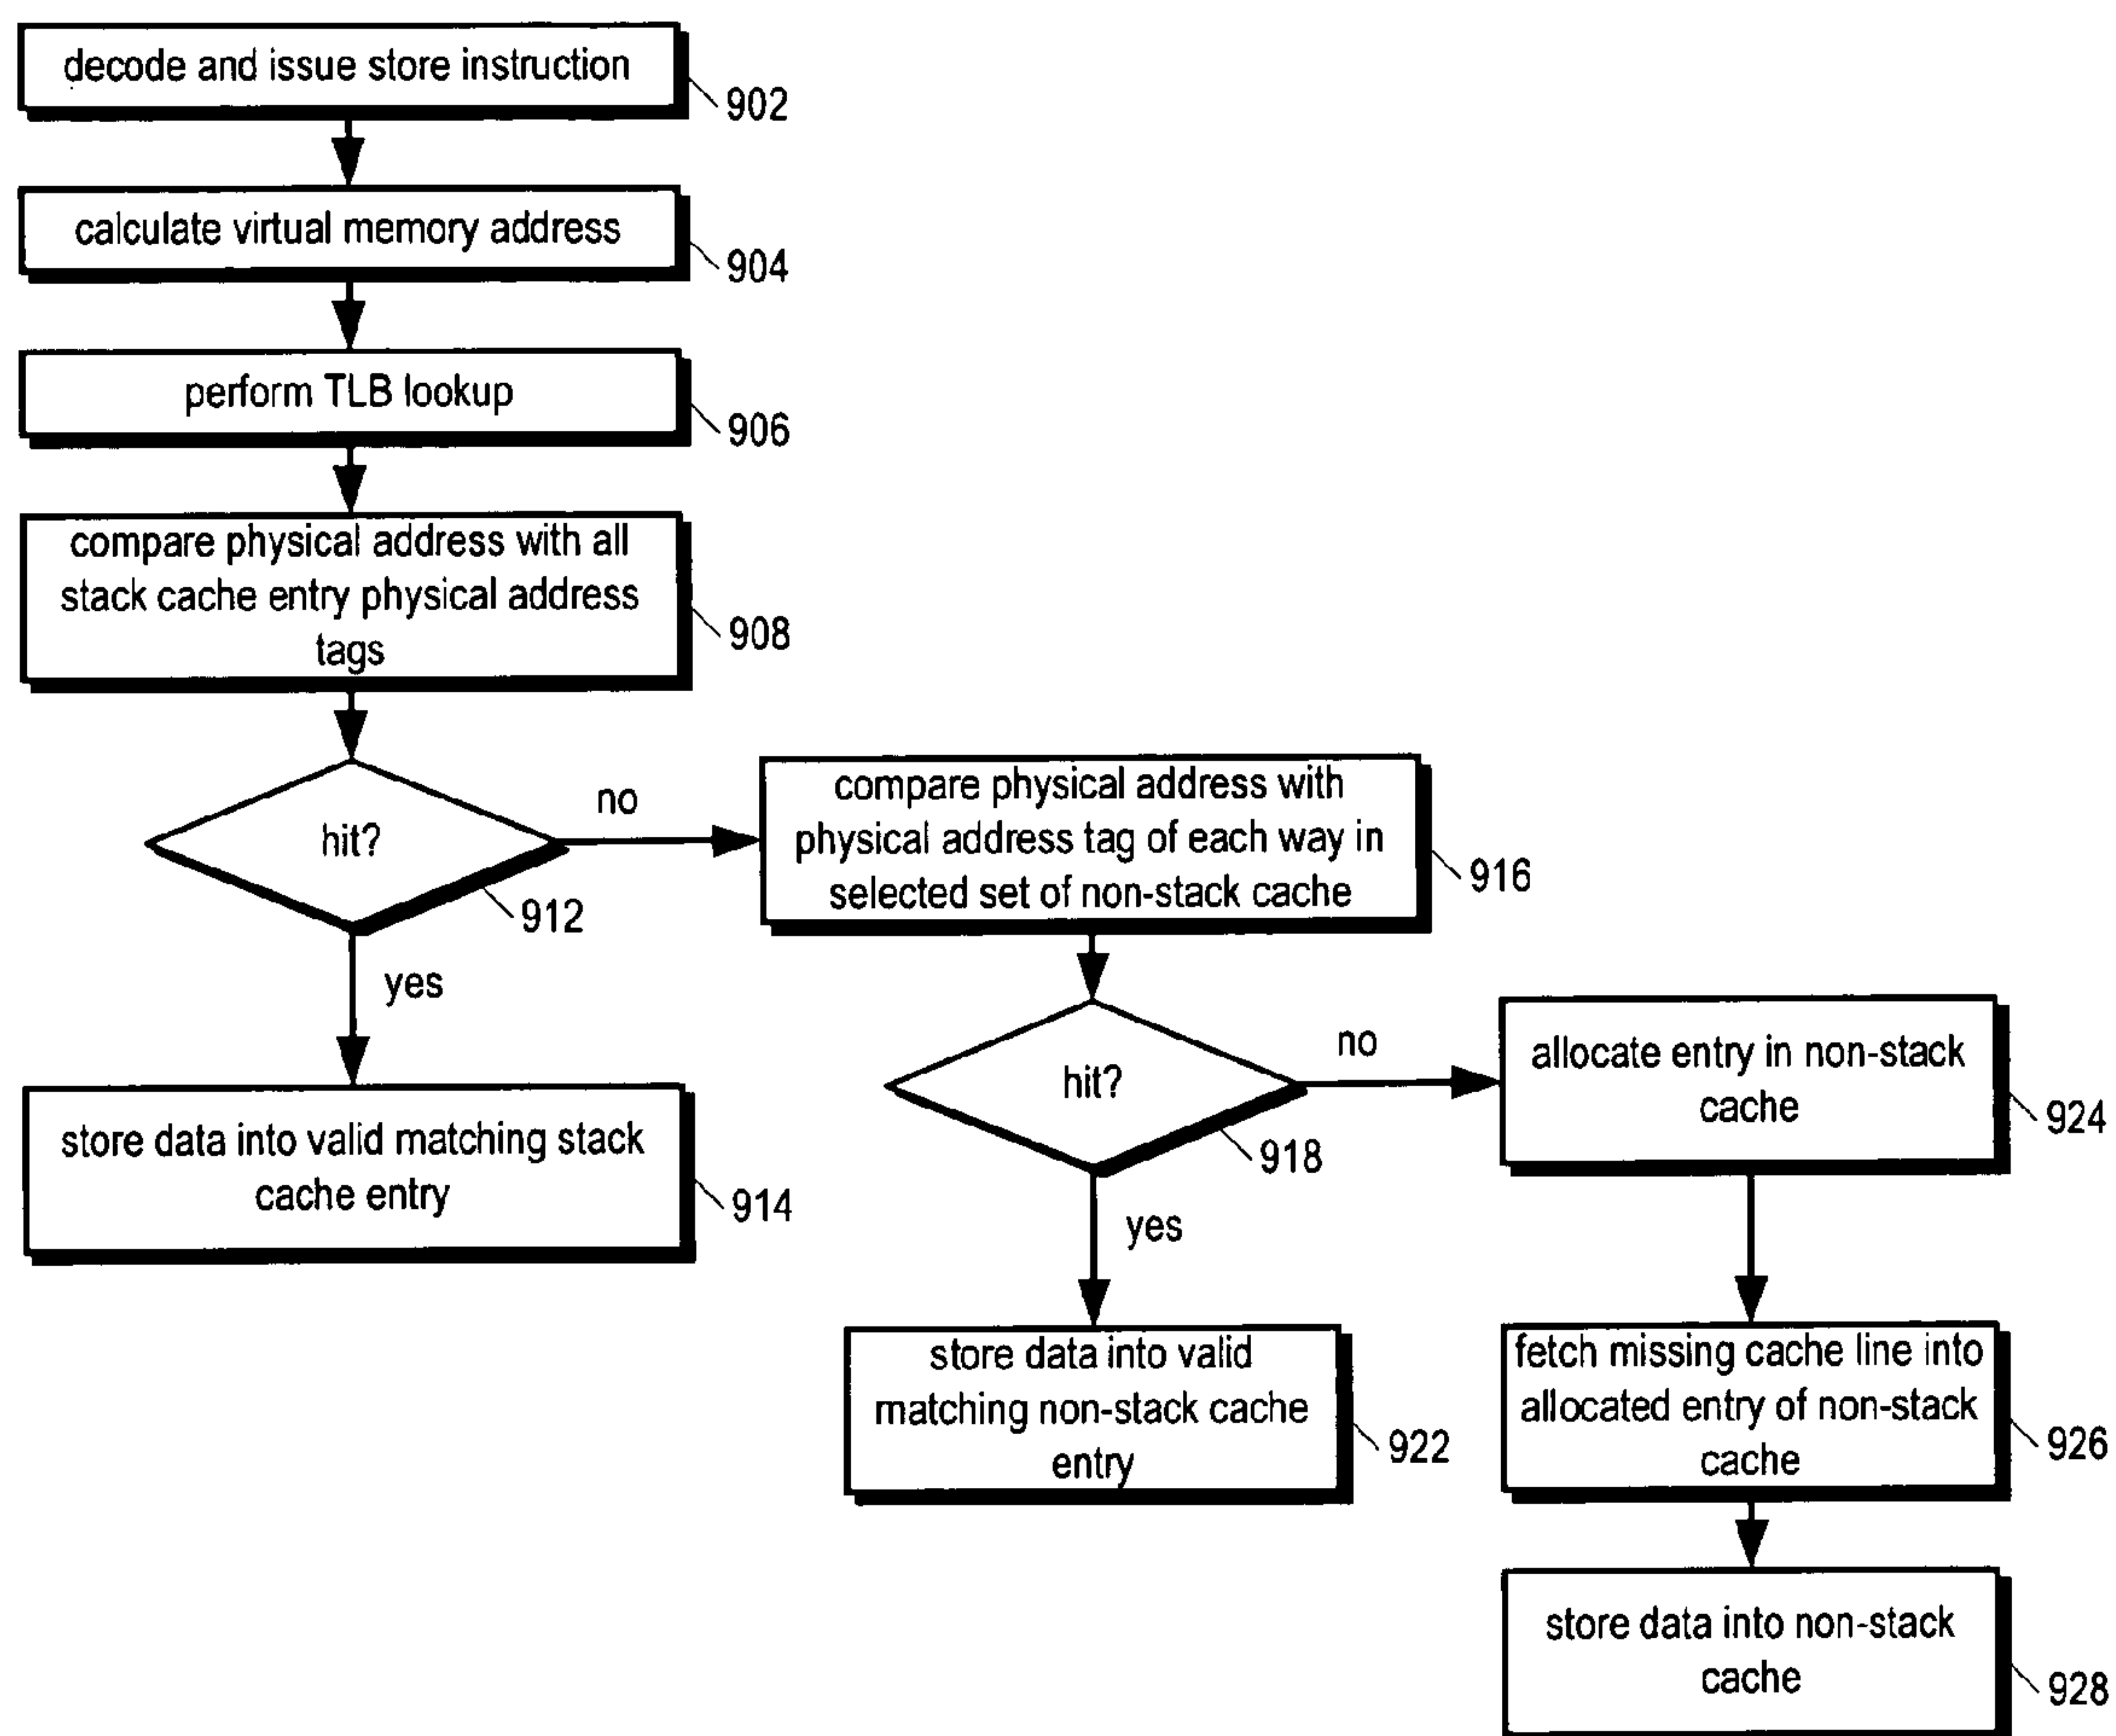 decode and issue store instruction
902
calculate virtual memory address
904
perform TLB lookup
906
compare physical address with all
stack cache entry physical address
tags
908
hit?
912
no
yes
store data into valid matching stack
cache entry
914
compare physical address with
physical address tag of each way in
selected set of non-stack cache
916
hit?
918
no
yes
store data into valid
matching non-stack cache
entry
922
allocate entry in non-stack
cache
924
fetch missing cache line into
allocated entry of non-stack
cache
926
store data into non-stack
cache
928